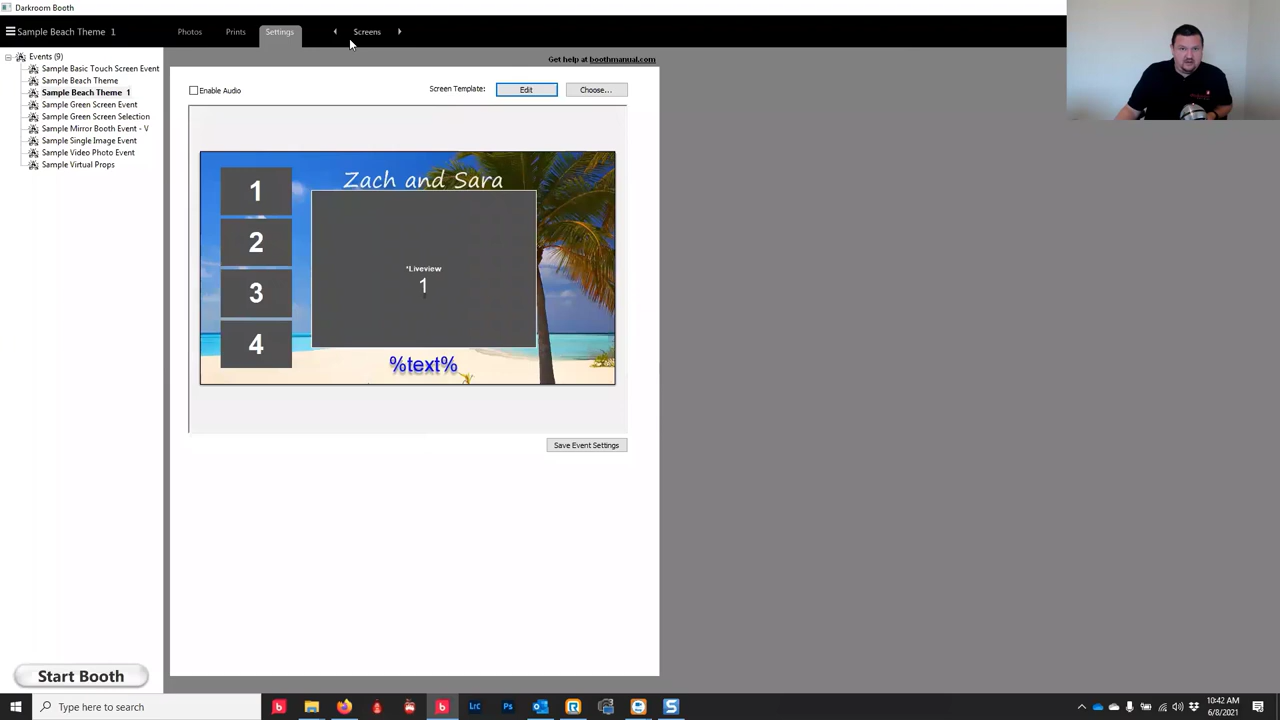 Darkroom Booth
Sample Beach Theme 1
Photos
Prints
Settings
Screens
Get help at boothmanual.com
Events (9)
Sample Basic Touch Screen Event
Sample Beach Theme
Sample Beach Theme 1
Sample Green Screen Event
Sample Green Screen Selection
Sample Mirror Booth Event - V
Sample Single Image Event
Sample Video Photo Event
Sample Virtual Props
Enable Audio
Screen Template:
Edit
Choose...
Zach and Sara
1
2
3
4
*Liveview
1
%text%
Save Event Settings
Start Booth
Type here to search
Lrc
Ps
10:42 AM
6/8/2021